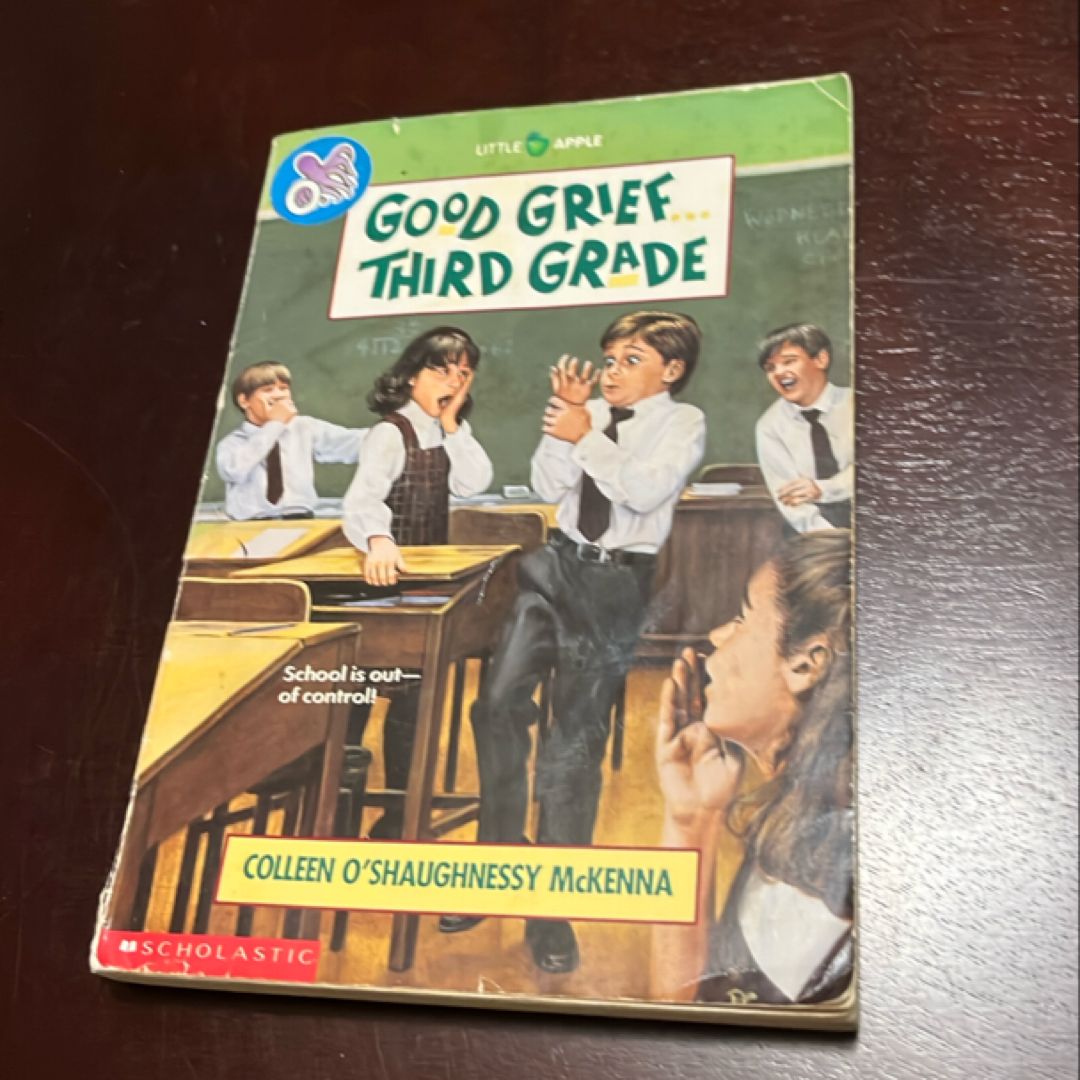 LITTLE APPLE
GOOD GRIEF...
THIRD GRADE
School is out—
of control!
COLLEEN O'SHAUGHNESSY McKENNA
SCHOLASTIC